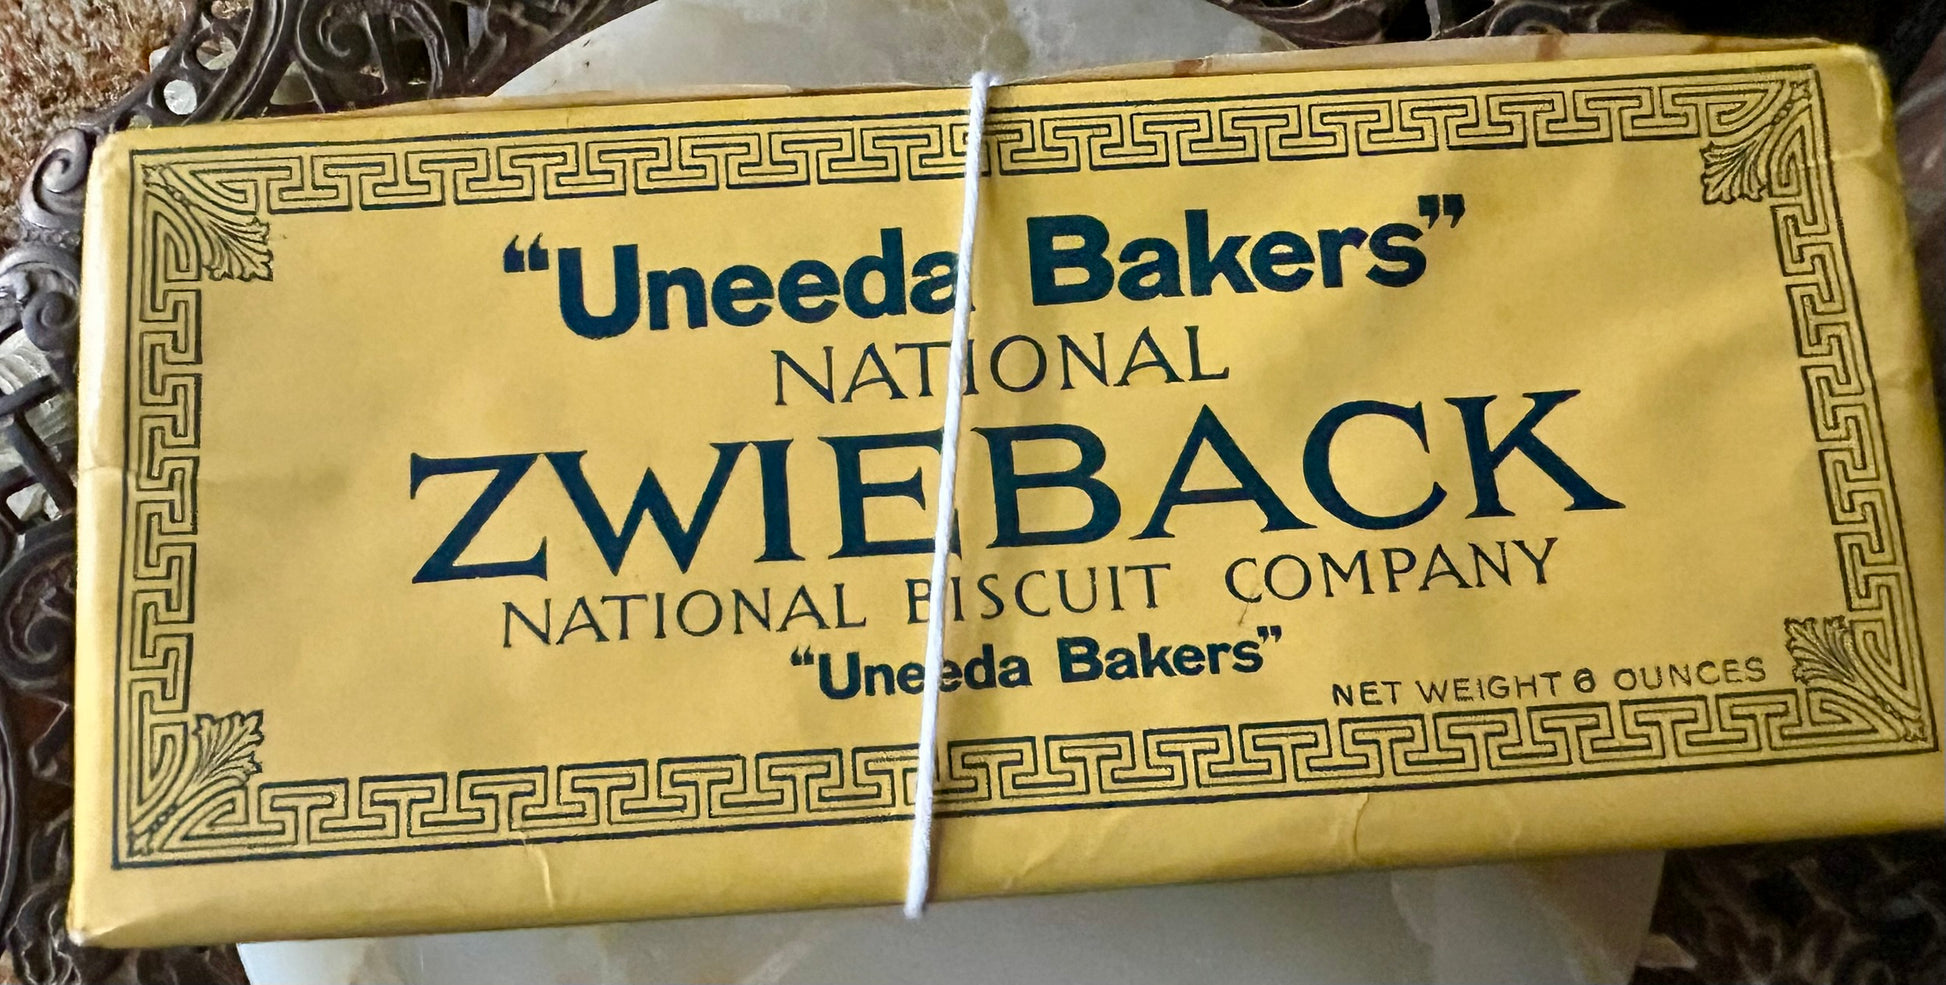 “Uneeda Bakers”
NATIONAL
ZWIEBACK
NATIONAL BISCUIT COMPANY
“Uneeda Bakers”
NET WEIGHT 6 OUNCES